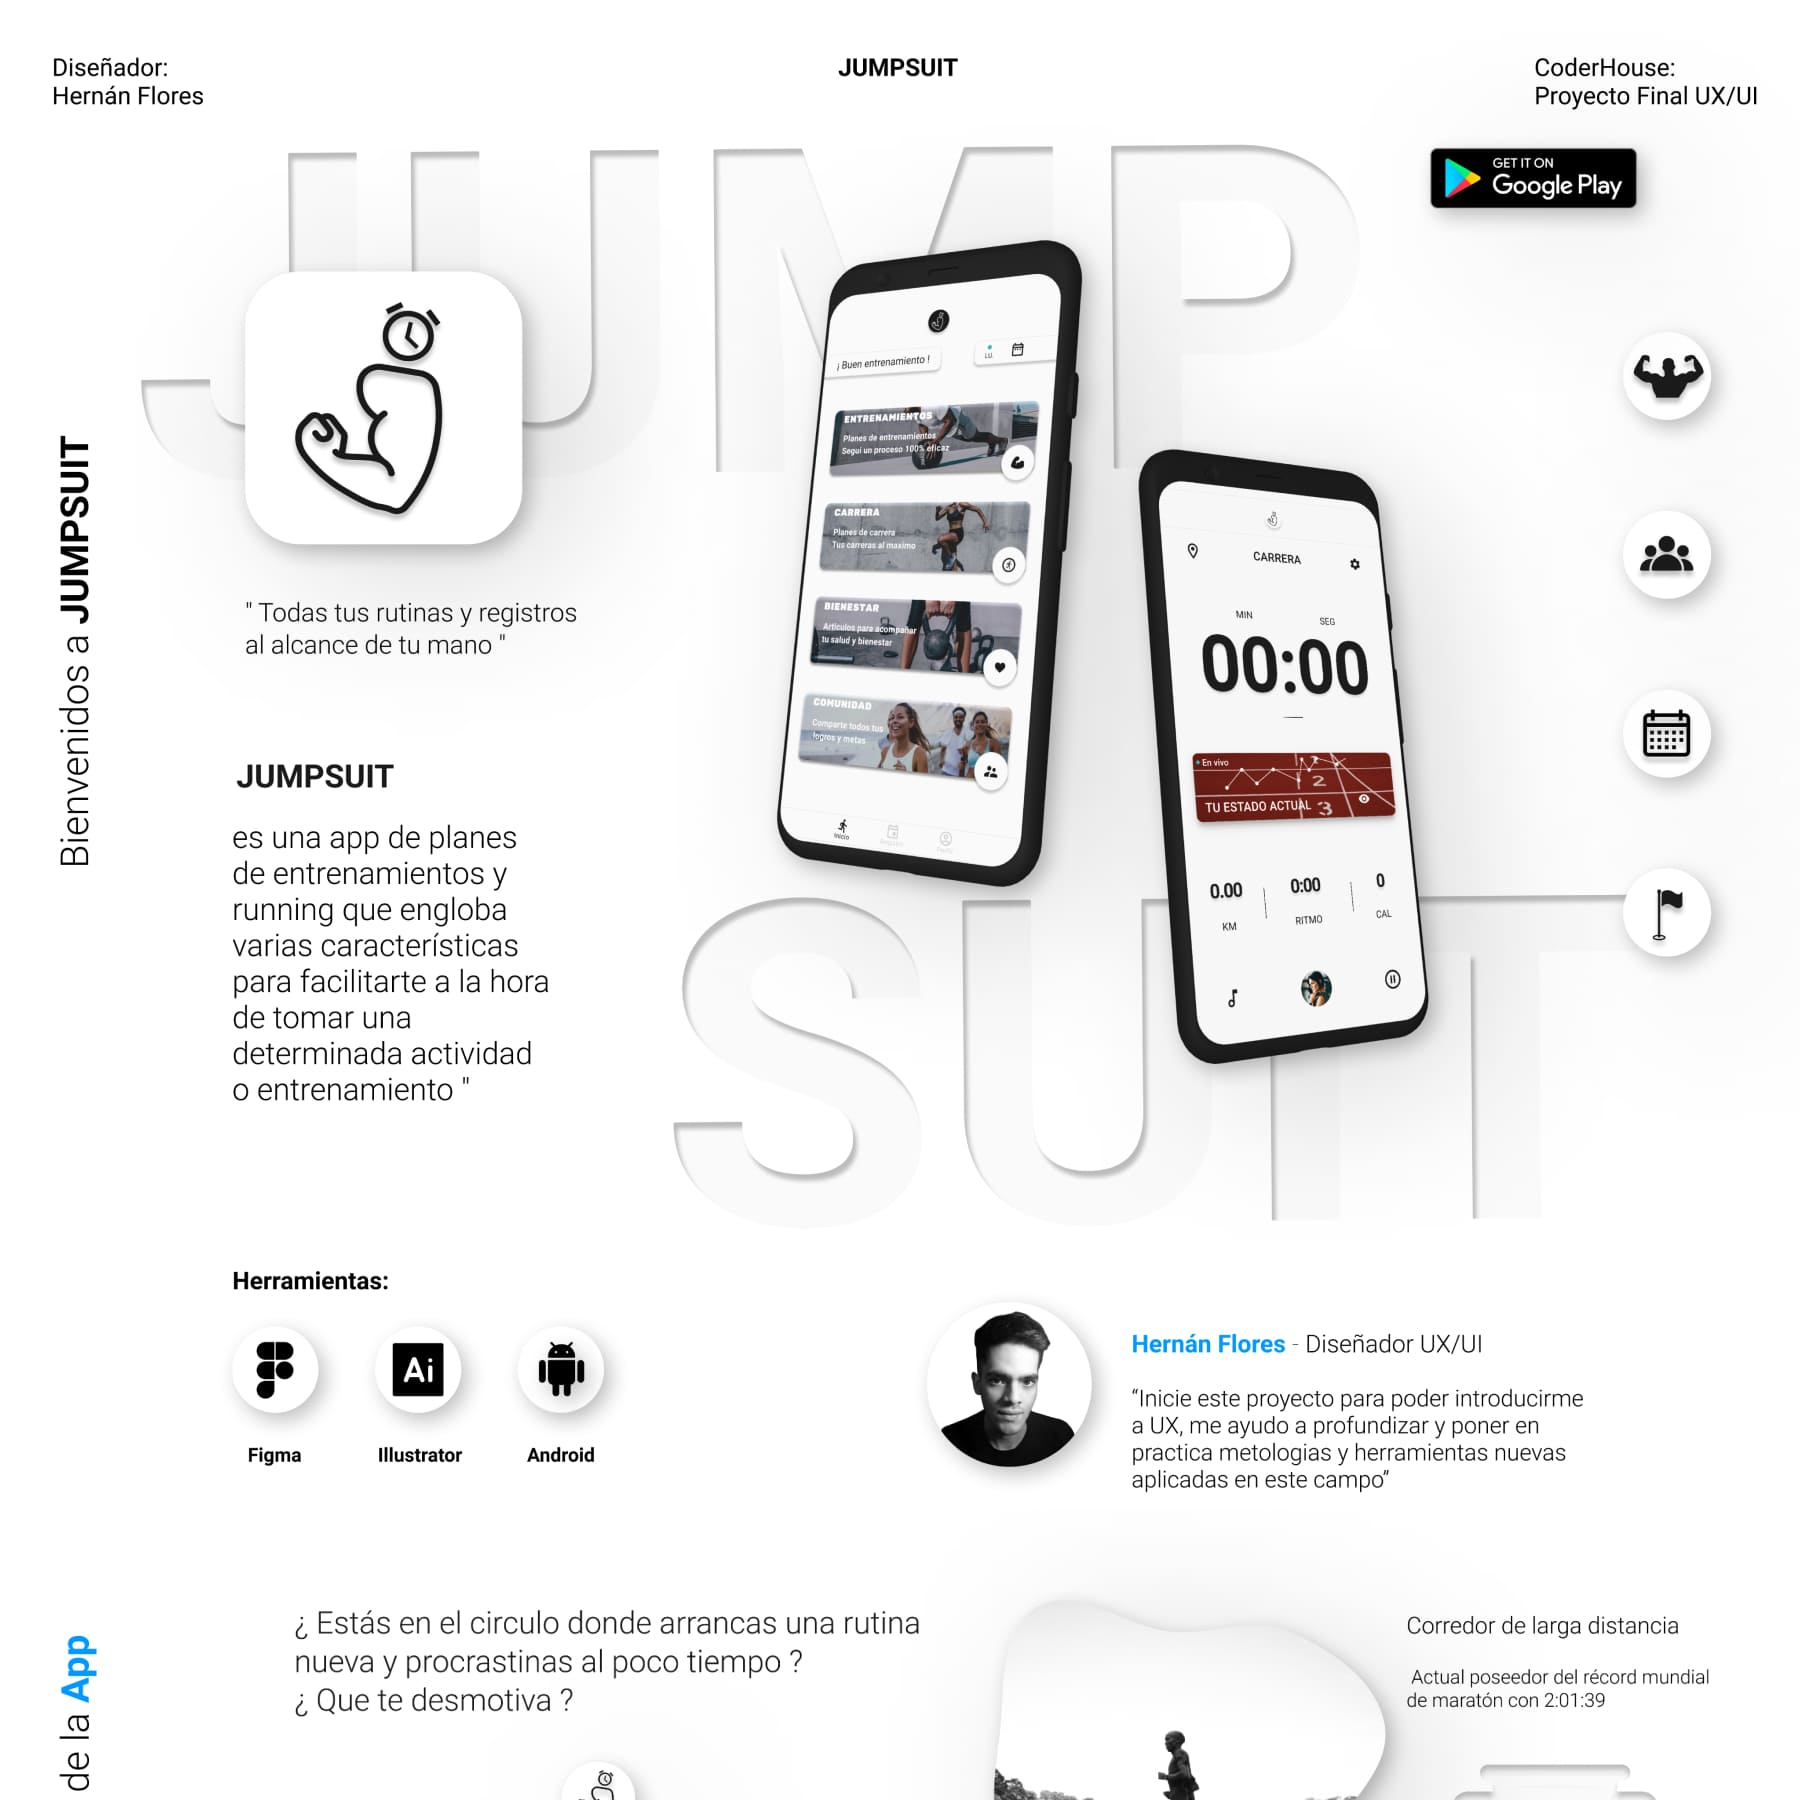 Diseñador:
Hernán Flores
JUMPSUIT
CoderHouse:
Proyecto Final UX/UI
JUMP
GET IT ON
Google Play
Bienvenidos a JUMPSUIT
" Todas tus rutinas y registros
al alcance de tu mano "
¡ Buen entrenamiento !
LU.
ENTRENAMIENTOS
Planes de entrenamientos
Segui un proceso 100% eficaz
CARRERA
Planes de carrera
Tus carreras al maximo
BIENESTAR
Articulos para acompañar
tu salud y bienestar
COMUNIDAD
Comparte todos tus
logros y metas
Inicio
CARRERA
MIN
SEG
00:00
En vivo
1
2
3
TU ESTADO ACTUAL
0.00
0:00
0
KM
RITMO
CAL
JUMPSUIT
es una app de planes
de entrenamientos y
running que engloba
varias características
para facilitarte a la hora
de tomar una
determinada actividad
o entrenamiento "
SUIT
Herramientas:
Ai
Figma
Illustrator
Android
Hernán Flores - Diseñador UX/UI
“Inicie este proyecto para poder introducirme
a UX, me ayudo a profundizar y poner en
practica metologias y herramientas nuevas
aplicadas en este campo”
de la App
¿ Estás en el circulo donde arrancas una rutina
nueva y procrastinas al poco tiempo ?
¿ Que te desmotiva ?
Corredor de larga distancia
Actual poseedor del récord mundial
de maratón con 2:01:39